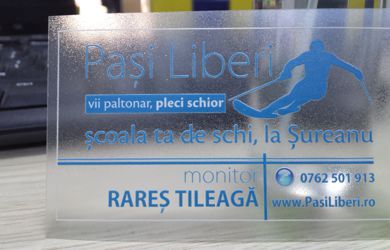 Pași Liberi
vii paltonar, pleci schior
școala ta de schi, la Șureanu
monitor
RAREȘ TILEAGĂ
0762 501 913
www.PasiLiberi.ro